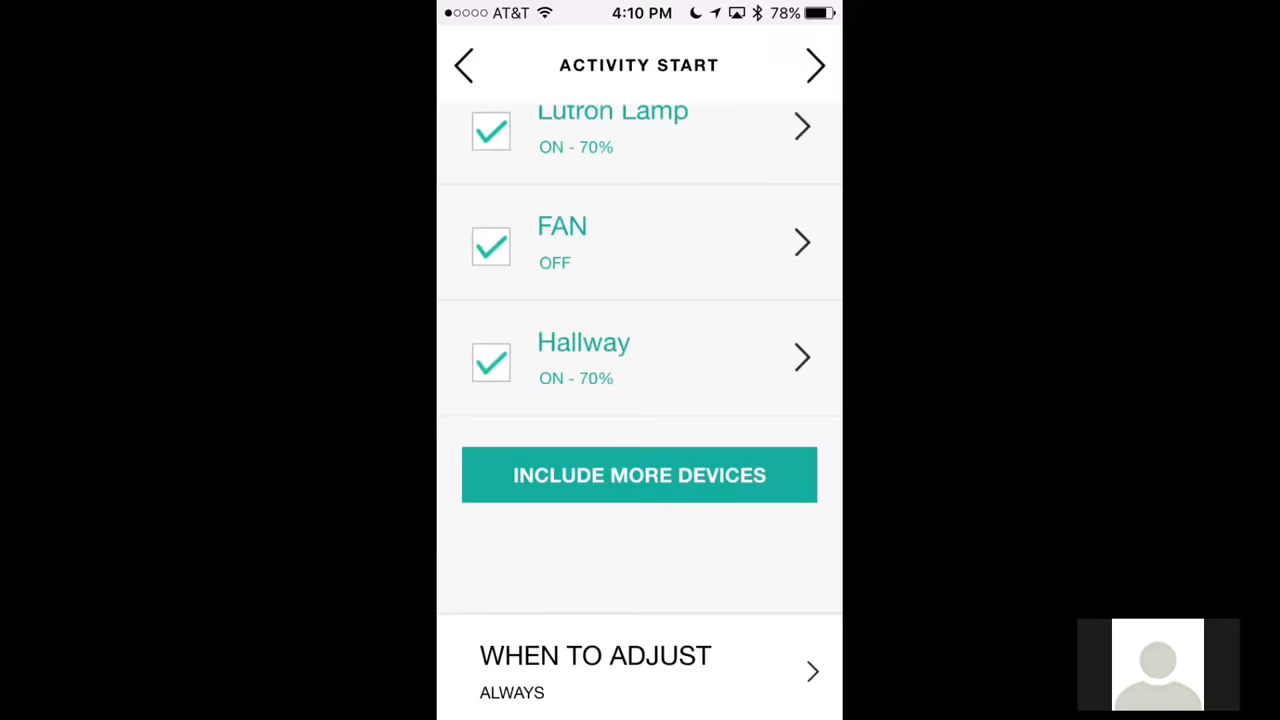 AT&T 4:10 PM 78%
ACTIVITY START
Lutron Lamp
ON - 70%
FAN
OFF
Hallway
ON - 70%
INCLUDE MORE DEVICES
WHEN TO ADJUST
ALWAYS